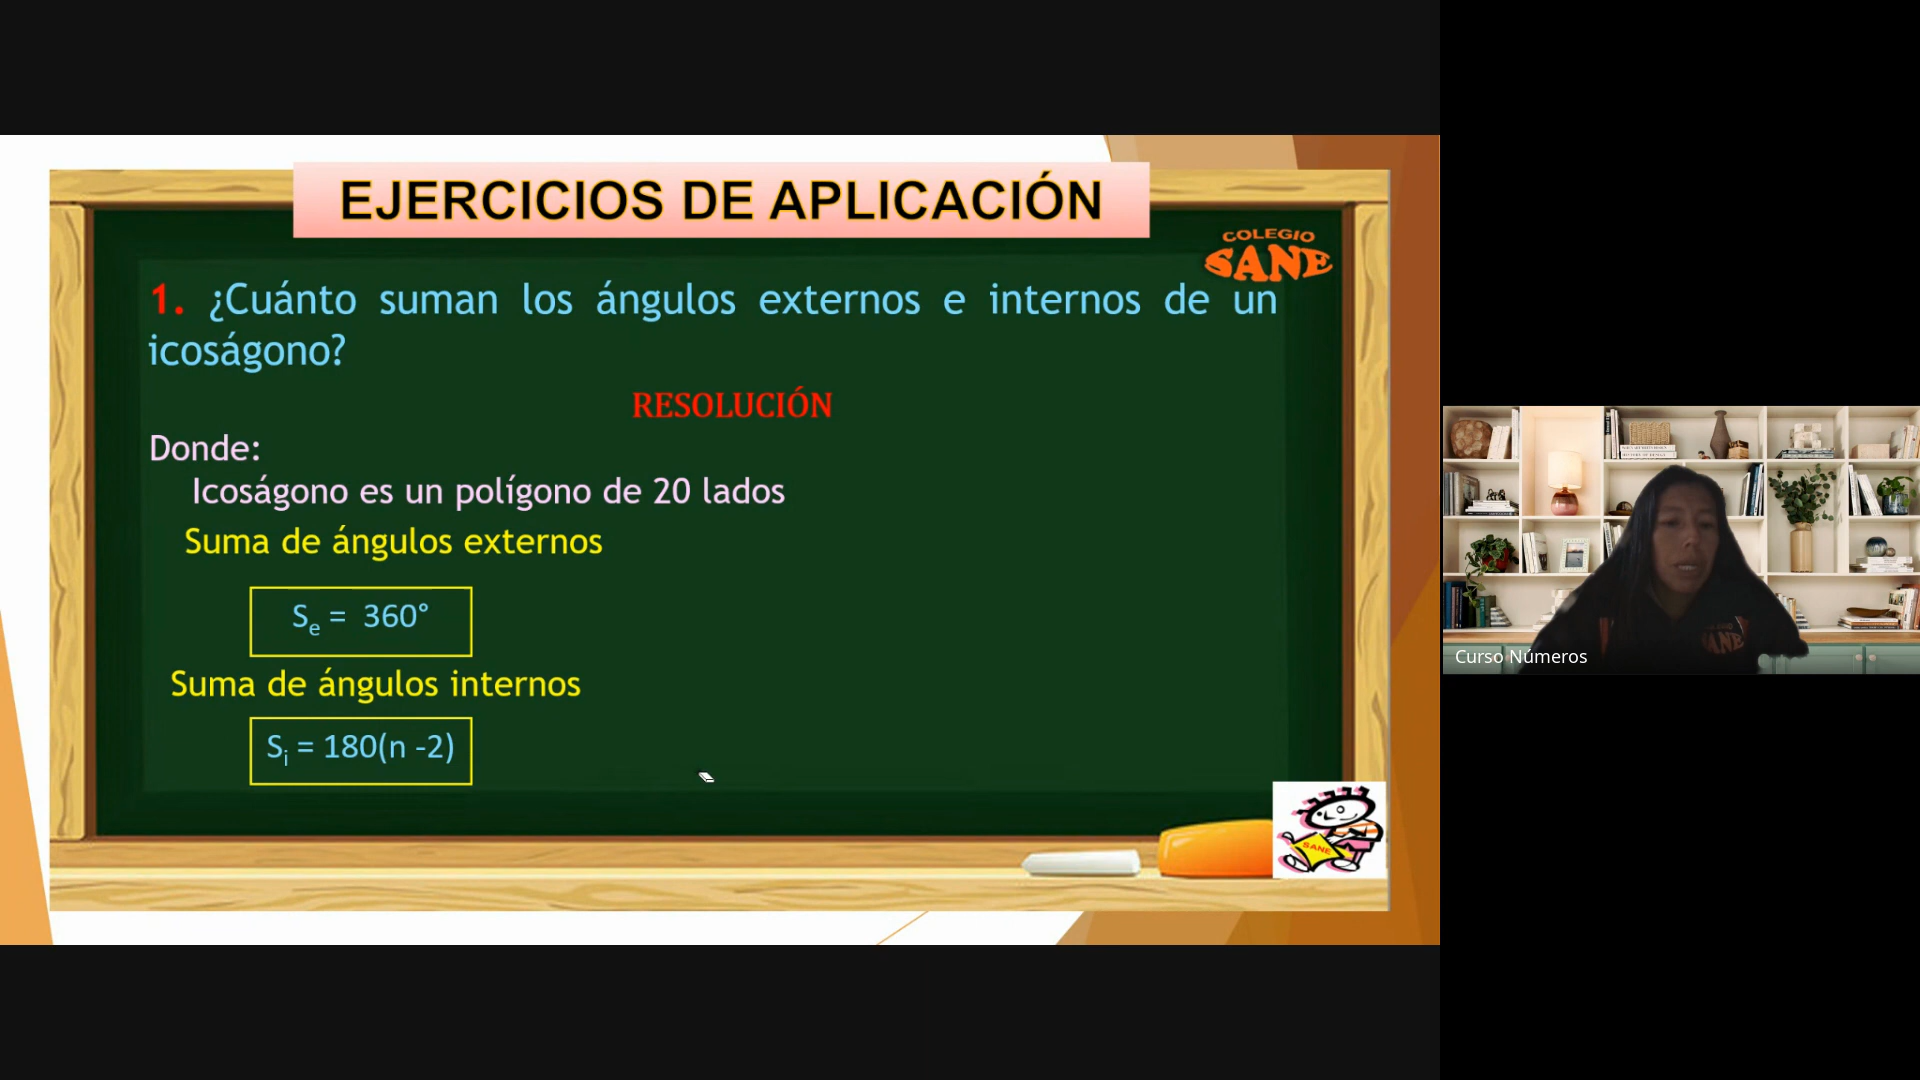 EJERCICIOS DE APLICACIÓN
COLEGIO
SANE
1. ¿Cuánto suman los ángulos externos e internos de un
icoságono?
RESOLUCIÓN
Donde:
Icoságono es un polígono de 20 lados
Suma de ángulos externos
Se = 360°
Suma de ángulos internos
Si = 180(n -2)
SANE
Curso Números